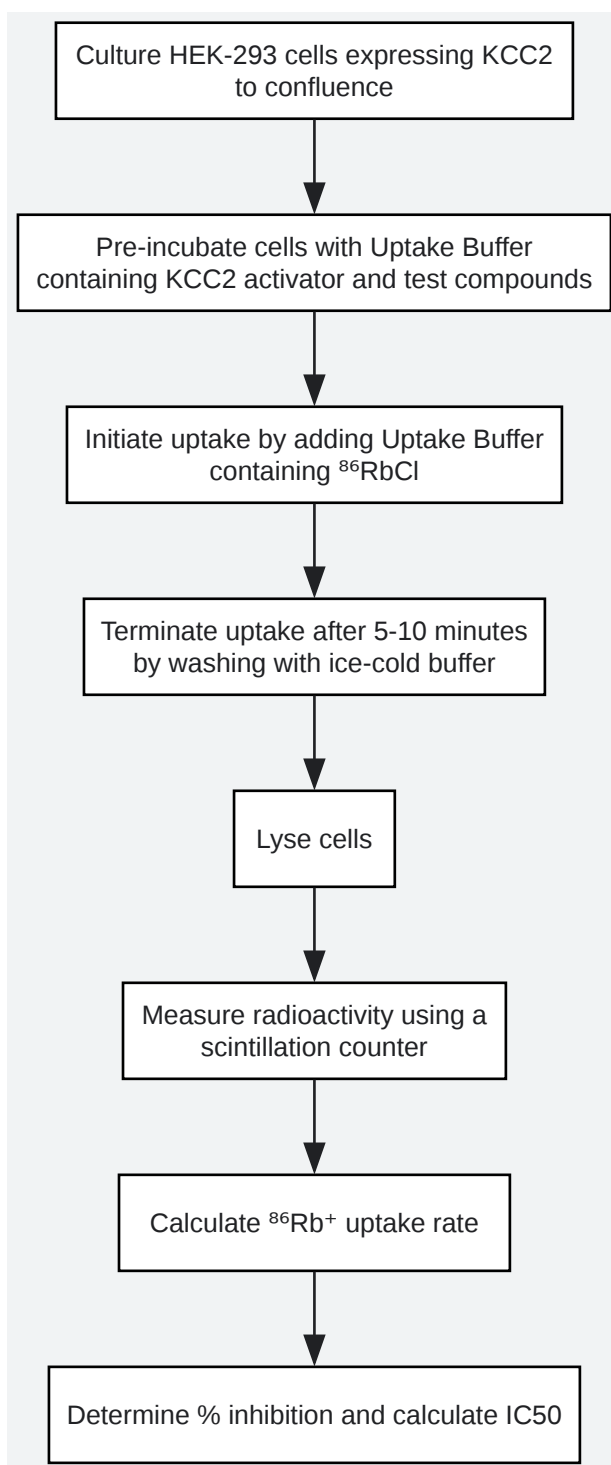 Culture HEK-293 cells expressing KCC2
to confluence
Pre-incubate cells with Uptake Buffer
containing KCC2 activator and test compounds
Initiate uptake by adding Uptake Buffer
containing ⁸⁶RbCl
Terminate uptake after 5-10 minutes
by washing with ice-cold buffer
Lyse cells
Measure radioactivity using a
scintillation counter
Calculate ⁸⁶Rb⁺ uptake rate
Determine % inhibition and calculate IC50